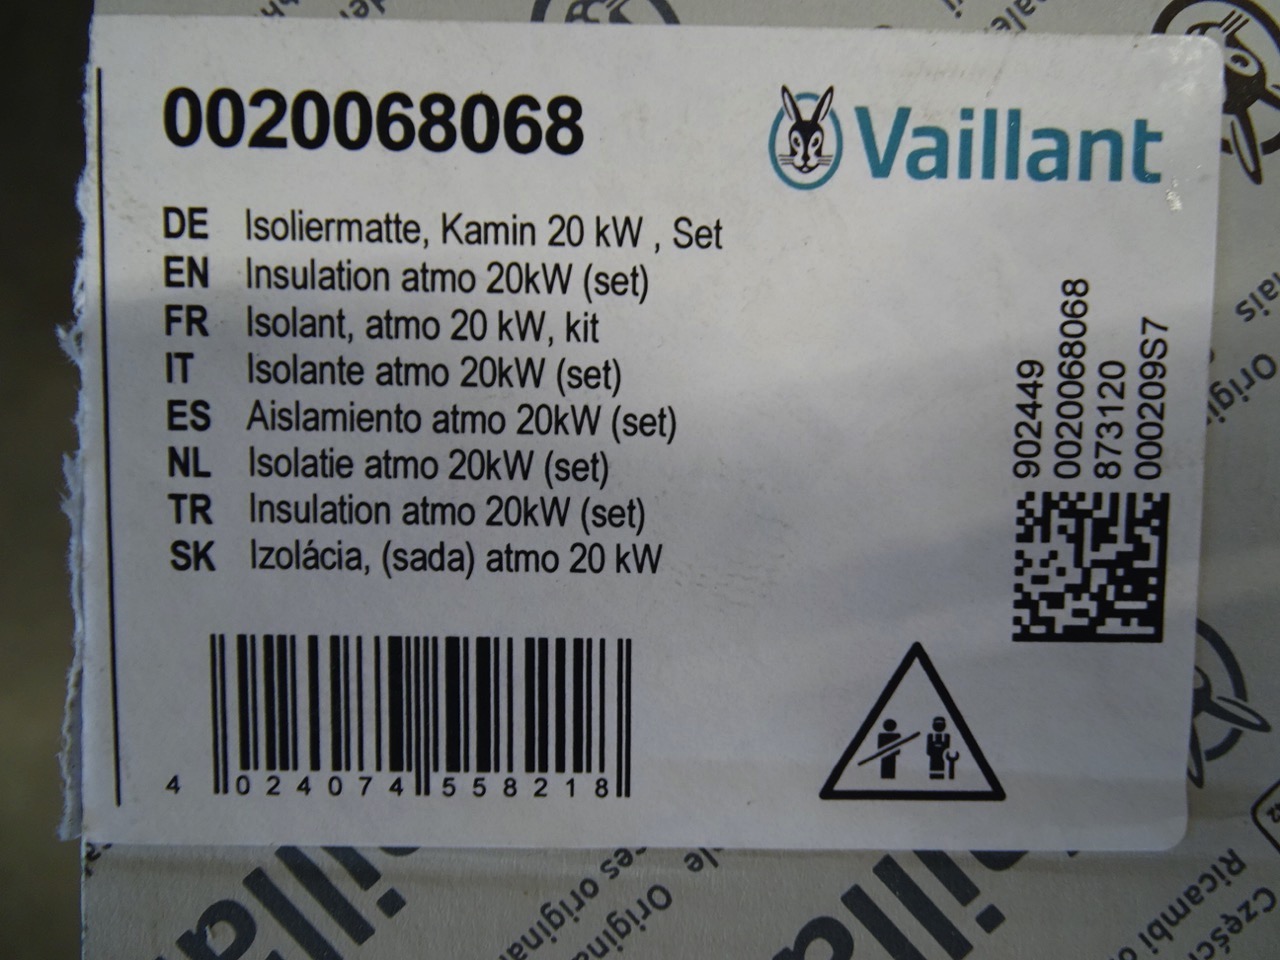 0020068068
Vaillant
DE Isoliermatte, Kamin 20 kW , Set
EN Insulation atmo 20kW (set)
FR Isolant, atmo 20 kW, kit
IT Isolante atmo 20kW (set)
ES Aislamiento atmo 20kW (set)
NL Isolatie atmo 20kW (set)
TR Insulation atmo 20kW (set)
SK Izolácia, (sada) atmo 20 kW
902449
0020068068
873120
000209S7
4 024074 558218
Ricambi
Części